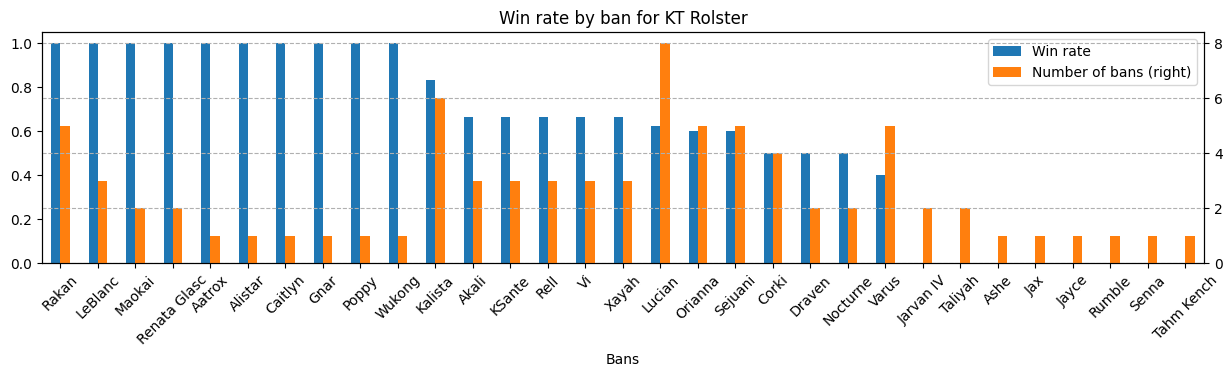 Win rate by ban for KT Rolster
1.0
0.8
0.6
0.4
0.2
0.0
8
6
4
2
0
Win rate
Number of bans (right)
Rakan
LeBlanc
Maokai
Renata Glasc
Aatrox
Alistar
Caitlyn
Gnar
Poppy
Wukong
Kalista
Akali
KSante
Rell
Vi
Xayah
Lucian
Orianna
Sejuani
Corki
Draven
Nocturne
Varus
Jarvan IV
Taliyah
Ashe
Jax
Jayce
Rumble
Senna
Tahm Kench
Bans